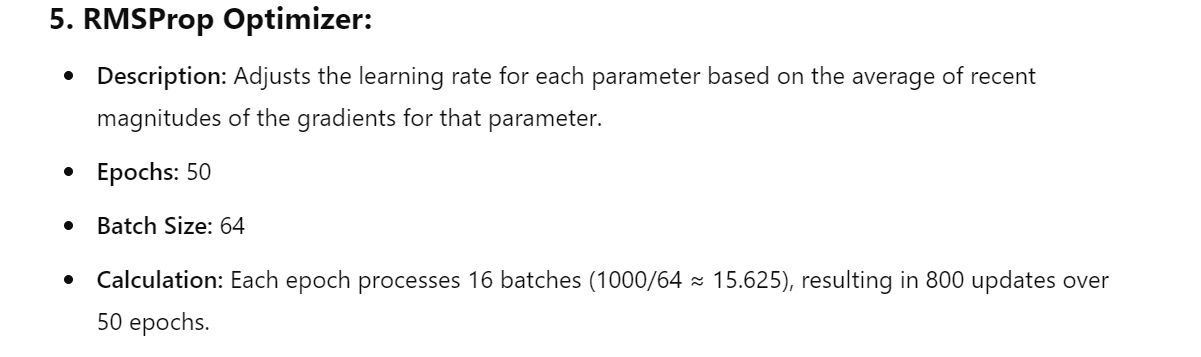 5. RMSProp Optimizer:
• Description: Adjusts the learning rate for each parameter based on the average of recent
magnitudes of the gradients for that parameter.
• Epochs: 50
• Batch Size: 64
• Calculation: Each epoch processes 16 batches (1000/64 ≈ 15.625), resulting in 800 updates over
50 epochs.